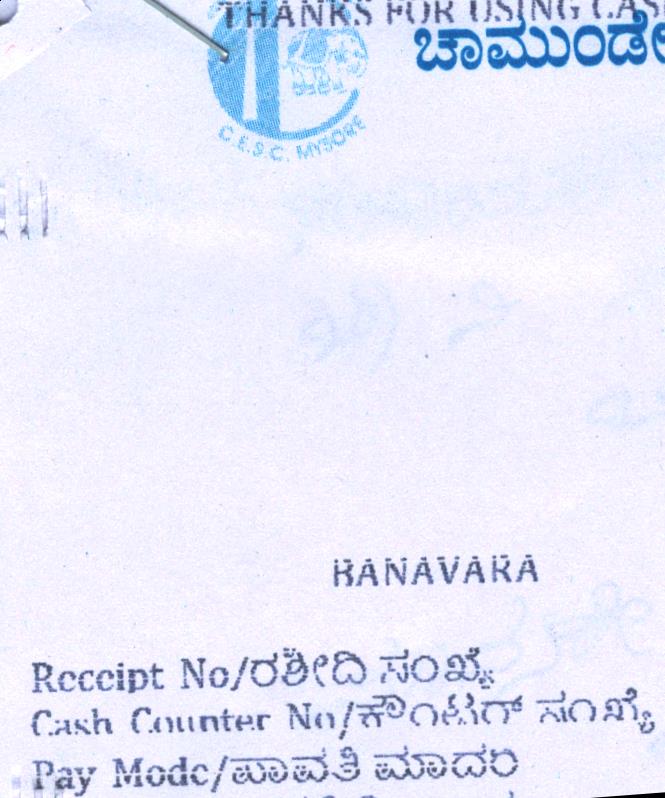 THANKS FOR USING CAS
ಚಾಮುಂಡೇ
C.E.S.C. MYSORE
BANAVARA
Receipt No/ರಶೀದಿ ಸಂಖ್ಯೆ
Cash Counter No/ಕೌಂಟರ್ ಸಂಖ್ಯೆ
Pay Mode/ಪಾವತಿ ಮಾದರಿ